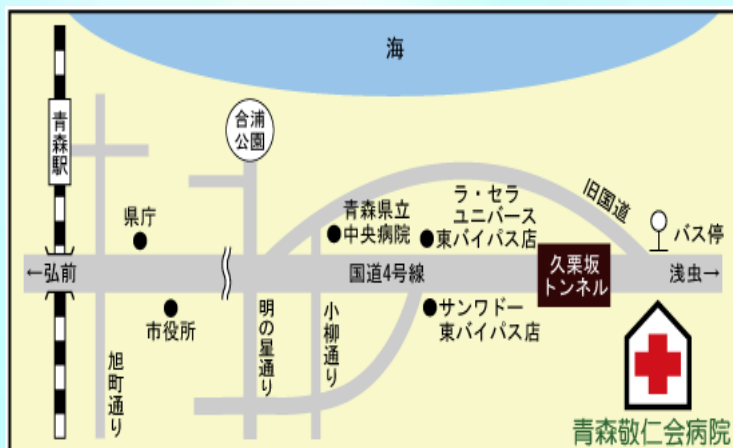 海
青森駅
合浦
公園
県庁
青森県立
中央病院
ラ・セラ
ユニバース
東バイパス店
旧国道
バス停
←弘前
国道4号線
久栗坂
トンネル
浅虫→
市役所
旭町通り
明の星通り
小柳通り
サンワドー
東バイパス店
青森敬仁会病院